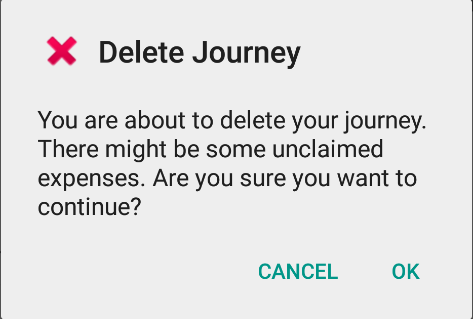 Delete Journey
You are about to delete your journey.
There might be some unclaimed
expenses. Are you sure you want to
continue?
CANCEL OK